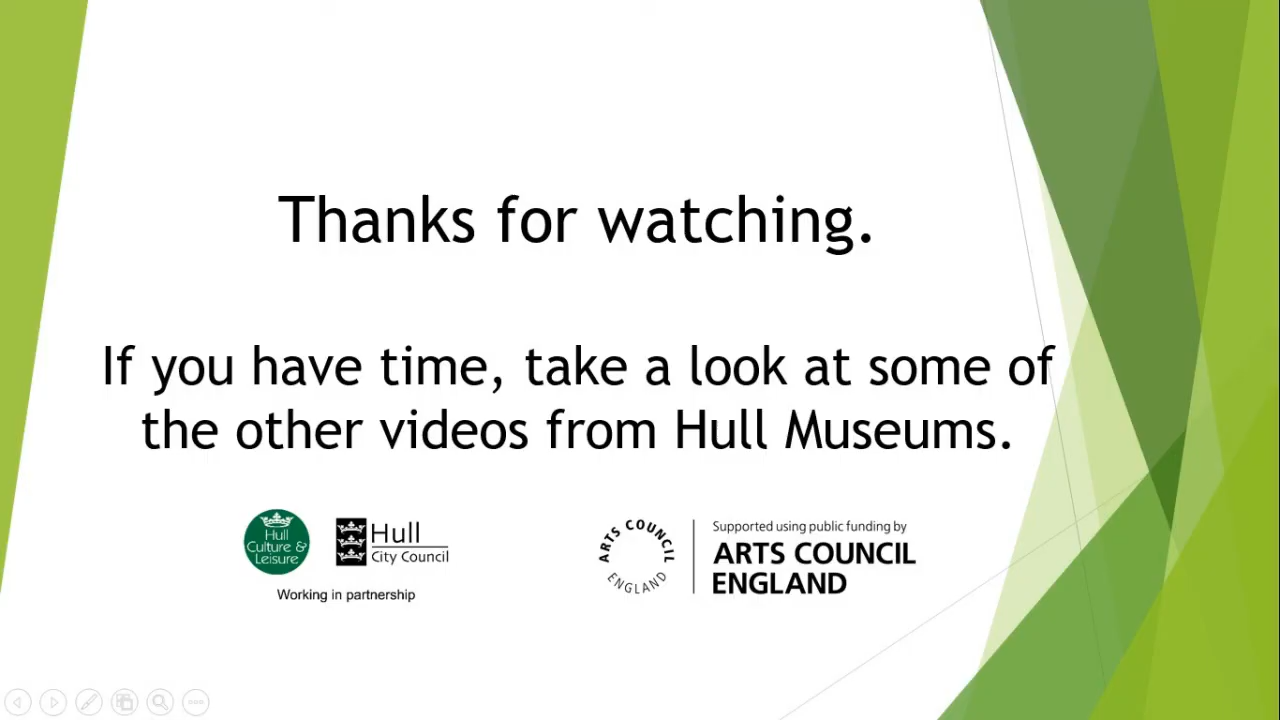 Thanks for watching.
If you have time, take a look at some of
the other videos from Hull Museums.
Hull
Culture &
Leisure
Hull
City Council
Working in partnership
ARTS COUNCIL
ENGLAND
Supported using public funding by
ARTS COUNCIL
ENGLAND